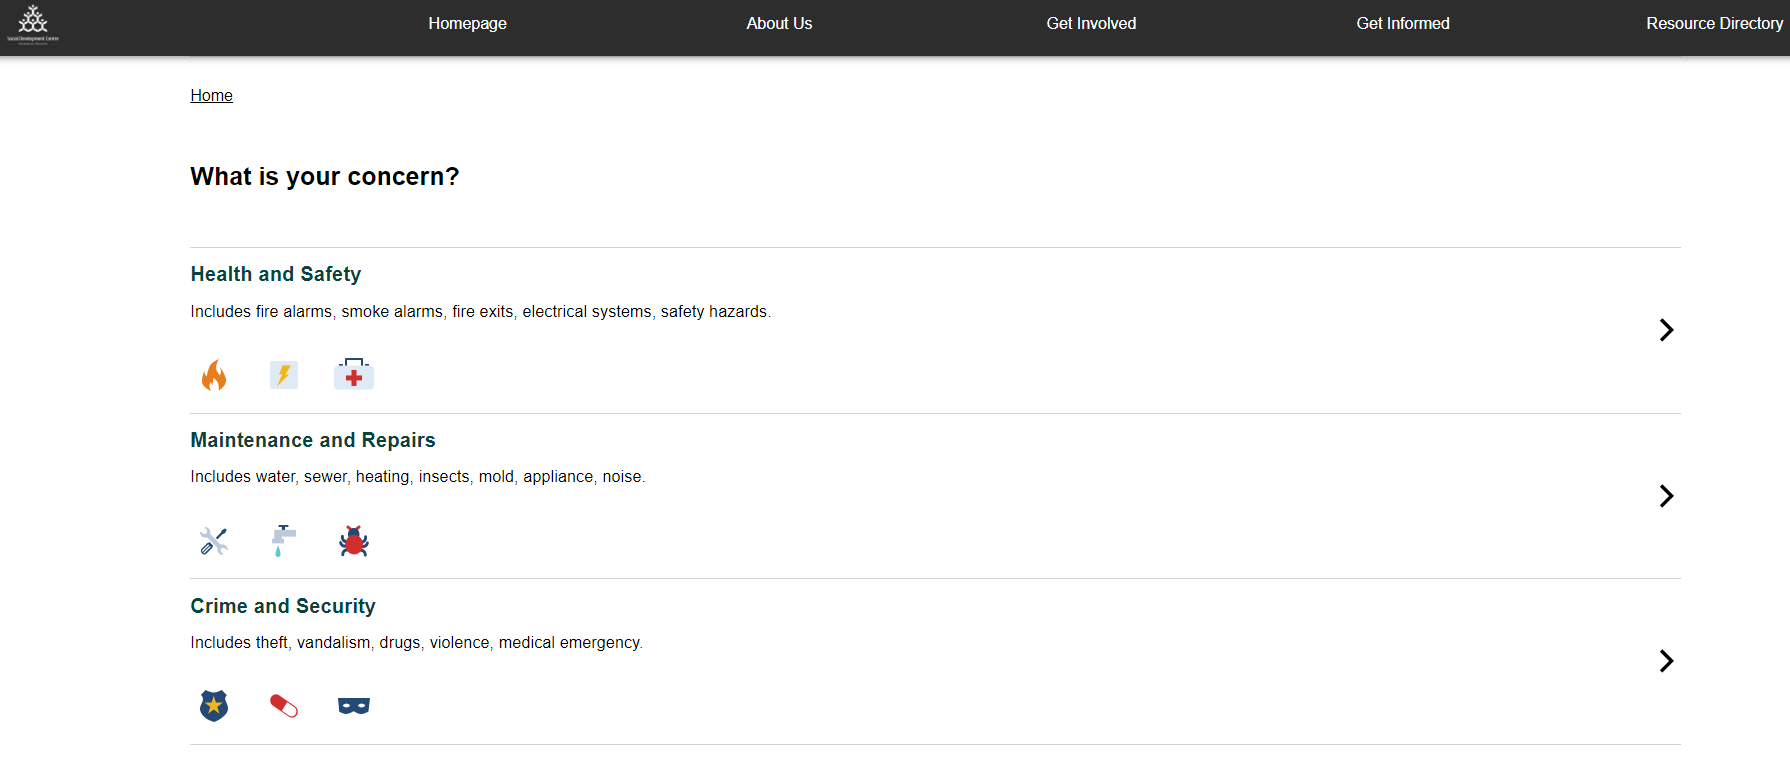 Social Development Centre
Homepage
About Us
Get Involved
Get Informed
Resource Directory
Home
What is your concern?
Health and Safety
Includes fire alarms, smoke alarms, fire exits, electrical systems, safety hazards.
Maintenance and Repairs
Includes water, sewer, heating, insects, mold, appliance, noise.
Crime and Security
Includes theft, vandalism, drugs, violence, medical emergency.